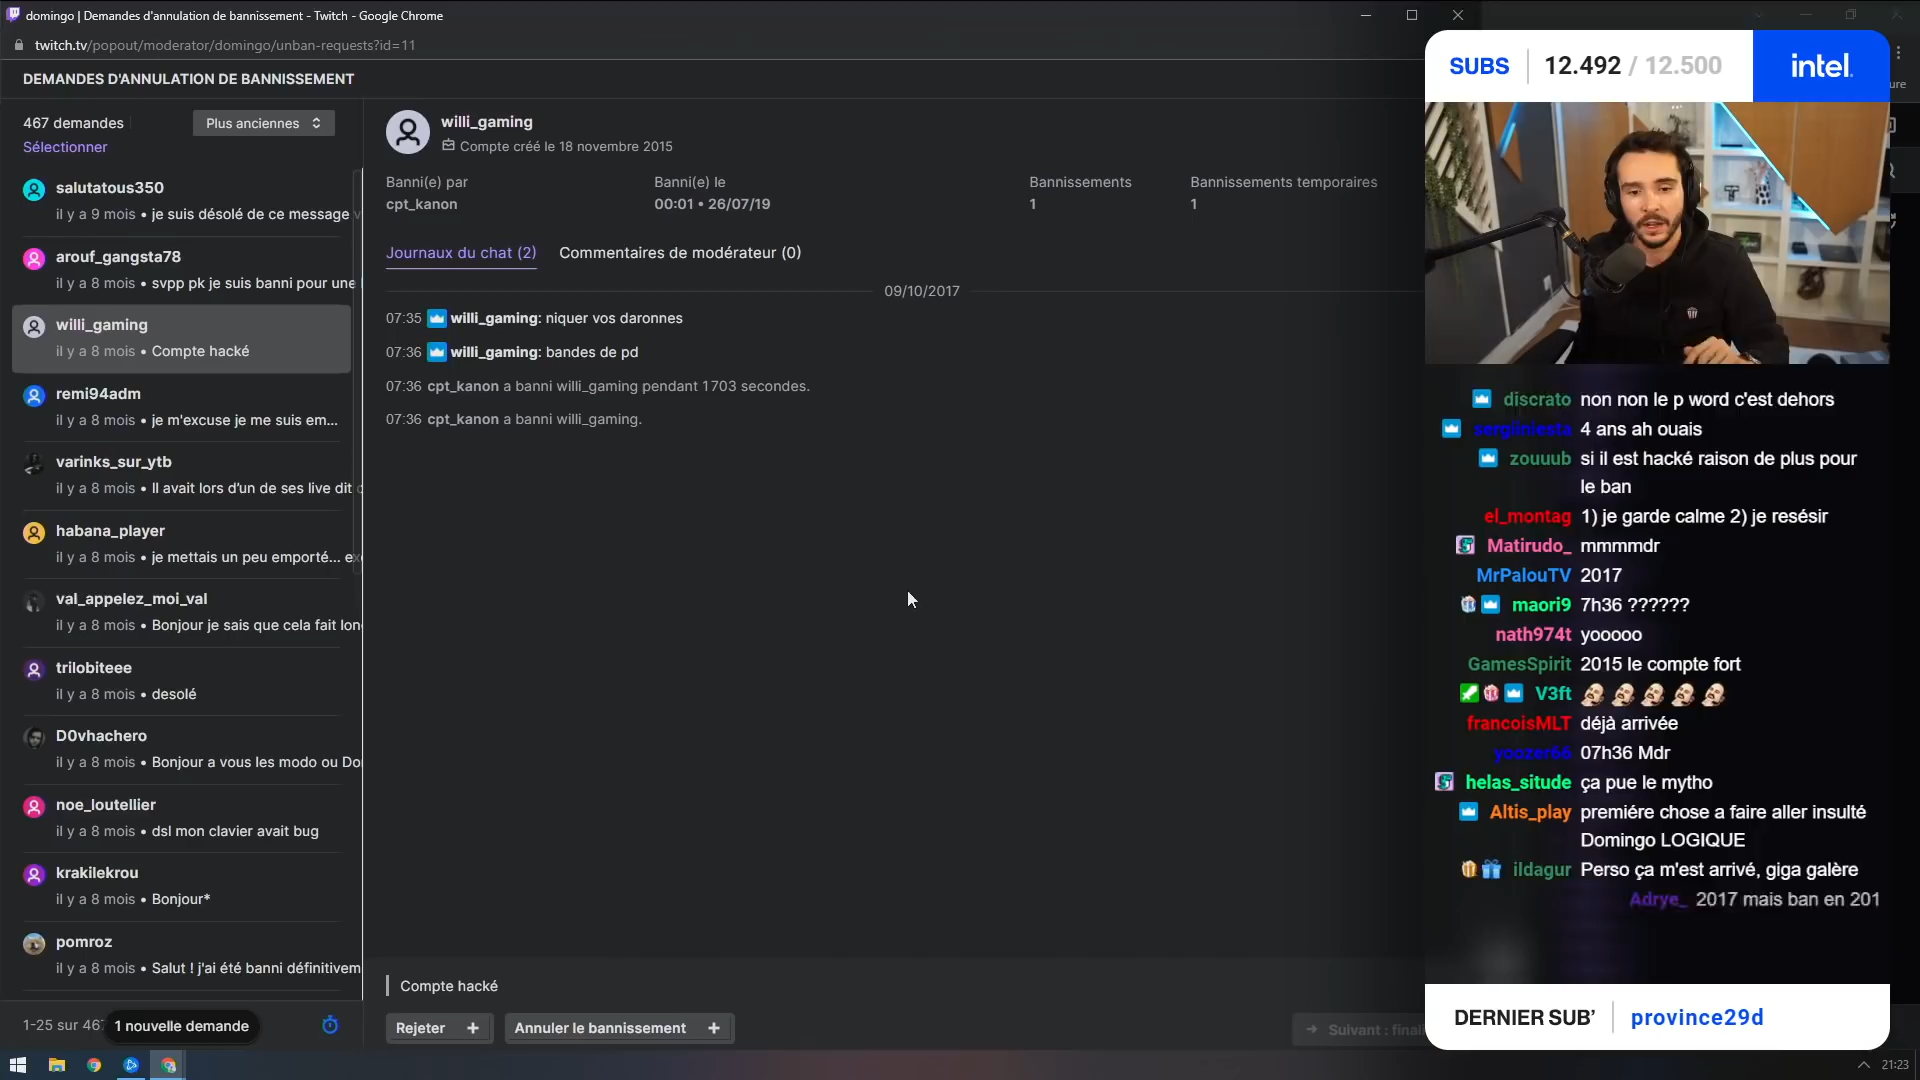 domingo | Demandes d'annulation de bannissement - Twitch - Google Chrome
twitch.tv/popout/moderator/domingo/unban-requests?id=11
DEMANDES D'ANNULATION DE BANNISSEMENT
467 demandes
Plus anciennes
Sélectionner
salutatous350
il y a 9 mois • je suis désolé de ce message
arouf_gangsta78
il y a 8 mois • svpp pk je suis banni pour une
willi_gaming
il y a 8 mois • Compte hacké
remi94adm
il y a 8 mois • je m'excuse je me suis em...
varinks_sur_ytb
il y a 8 mois • Il avait lors d'un de ses live dit
habana_player
il y a 8 mois • je mettais un peu emporté...
val_appelez_moi_val
il y a 8 mois • Bonjour je sais que cela fait lon
trilobiteee
il y a 8 mois • desolé
D0vhachero
il y a 8 mois • Bonjour a vous les modo ou Do
noe_loutellier
il y a 8 mois • dsl mon clavier avait bug
krakilekrou
il y a 8 mois • Bonjour*
pomroz
il y a 8 mois • Salut ! j'ai été banni définitivem
1-25 sur 467
1 nouvelle demande
willi_gaming
Compte créé le 18 novembre 2015
Banni(e) par
cpt_kanon
Banni(e) le
00:01 • 26/07/19
Bannissements
1
Bannissements temporaires
1
Journaux du chat (2)
Commentaires de modérateur (0)
09/10/2017
07:35 willi_gaming: niquer vos daronnes
07:36 willi_gaming: bandes de pd
07:36 cpt_kanon a banni willi_gaming pendant 1703 secondes.
07:36 cpt_kanon a banni willi_gaming.
Compte hacké
Rejeter +
Annuler le bannissement +
Suivant : final
SUBS 12.492 / 12.500
intel.
discrato non non le p word c'est dehors
sergiiniesta 4 ans ah ouais
zouuub si il est hacké raison de plus pour
le ban
el_montag 1) je garde calme 2) je resésir
Matirudo_ mmmmdr
MrPalouTV 2017
maori9 7h36 ??????
nath974t yooooo
GamesSpirit 2015 le compte fort
V3ft
francoisMLT déjà arrivée
yoozer66 07h36 Mdr
helas_situde ça pue le mytho
Altis_play premiére chose a faire aller insulté
Domingo LOGIQUE
ildagur Perso ça m'est arrivé, giga galère
Adrye_ 2017 mais ban en 201
DERNIER SUB' province29d
21:23